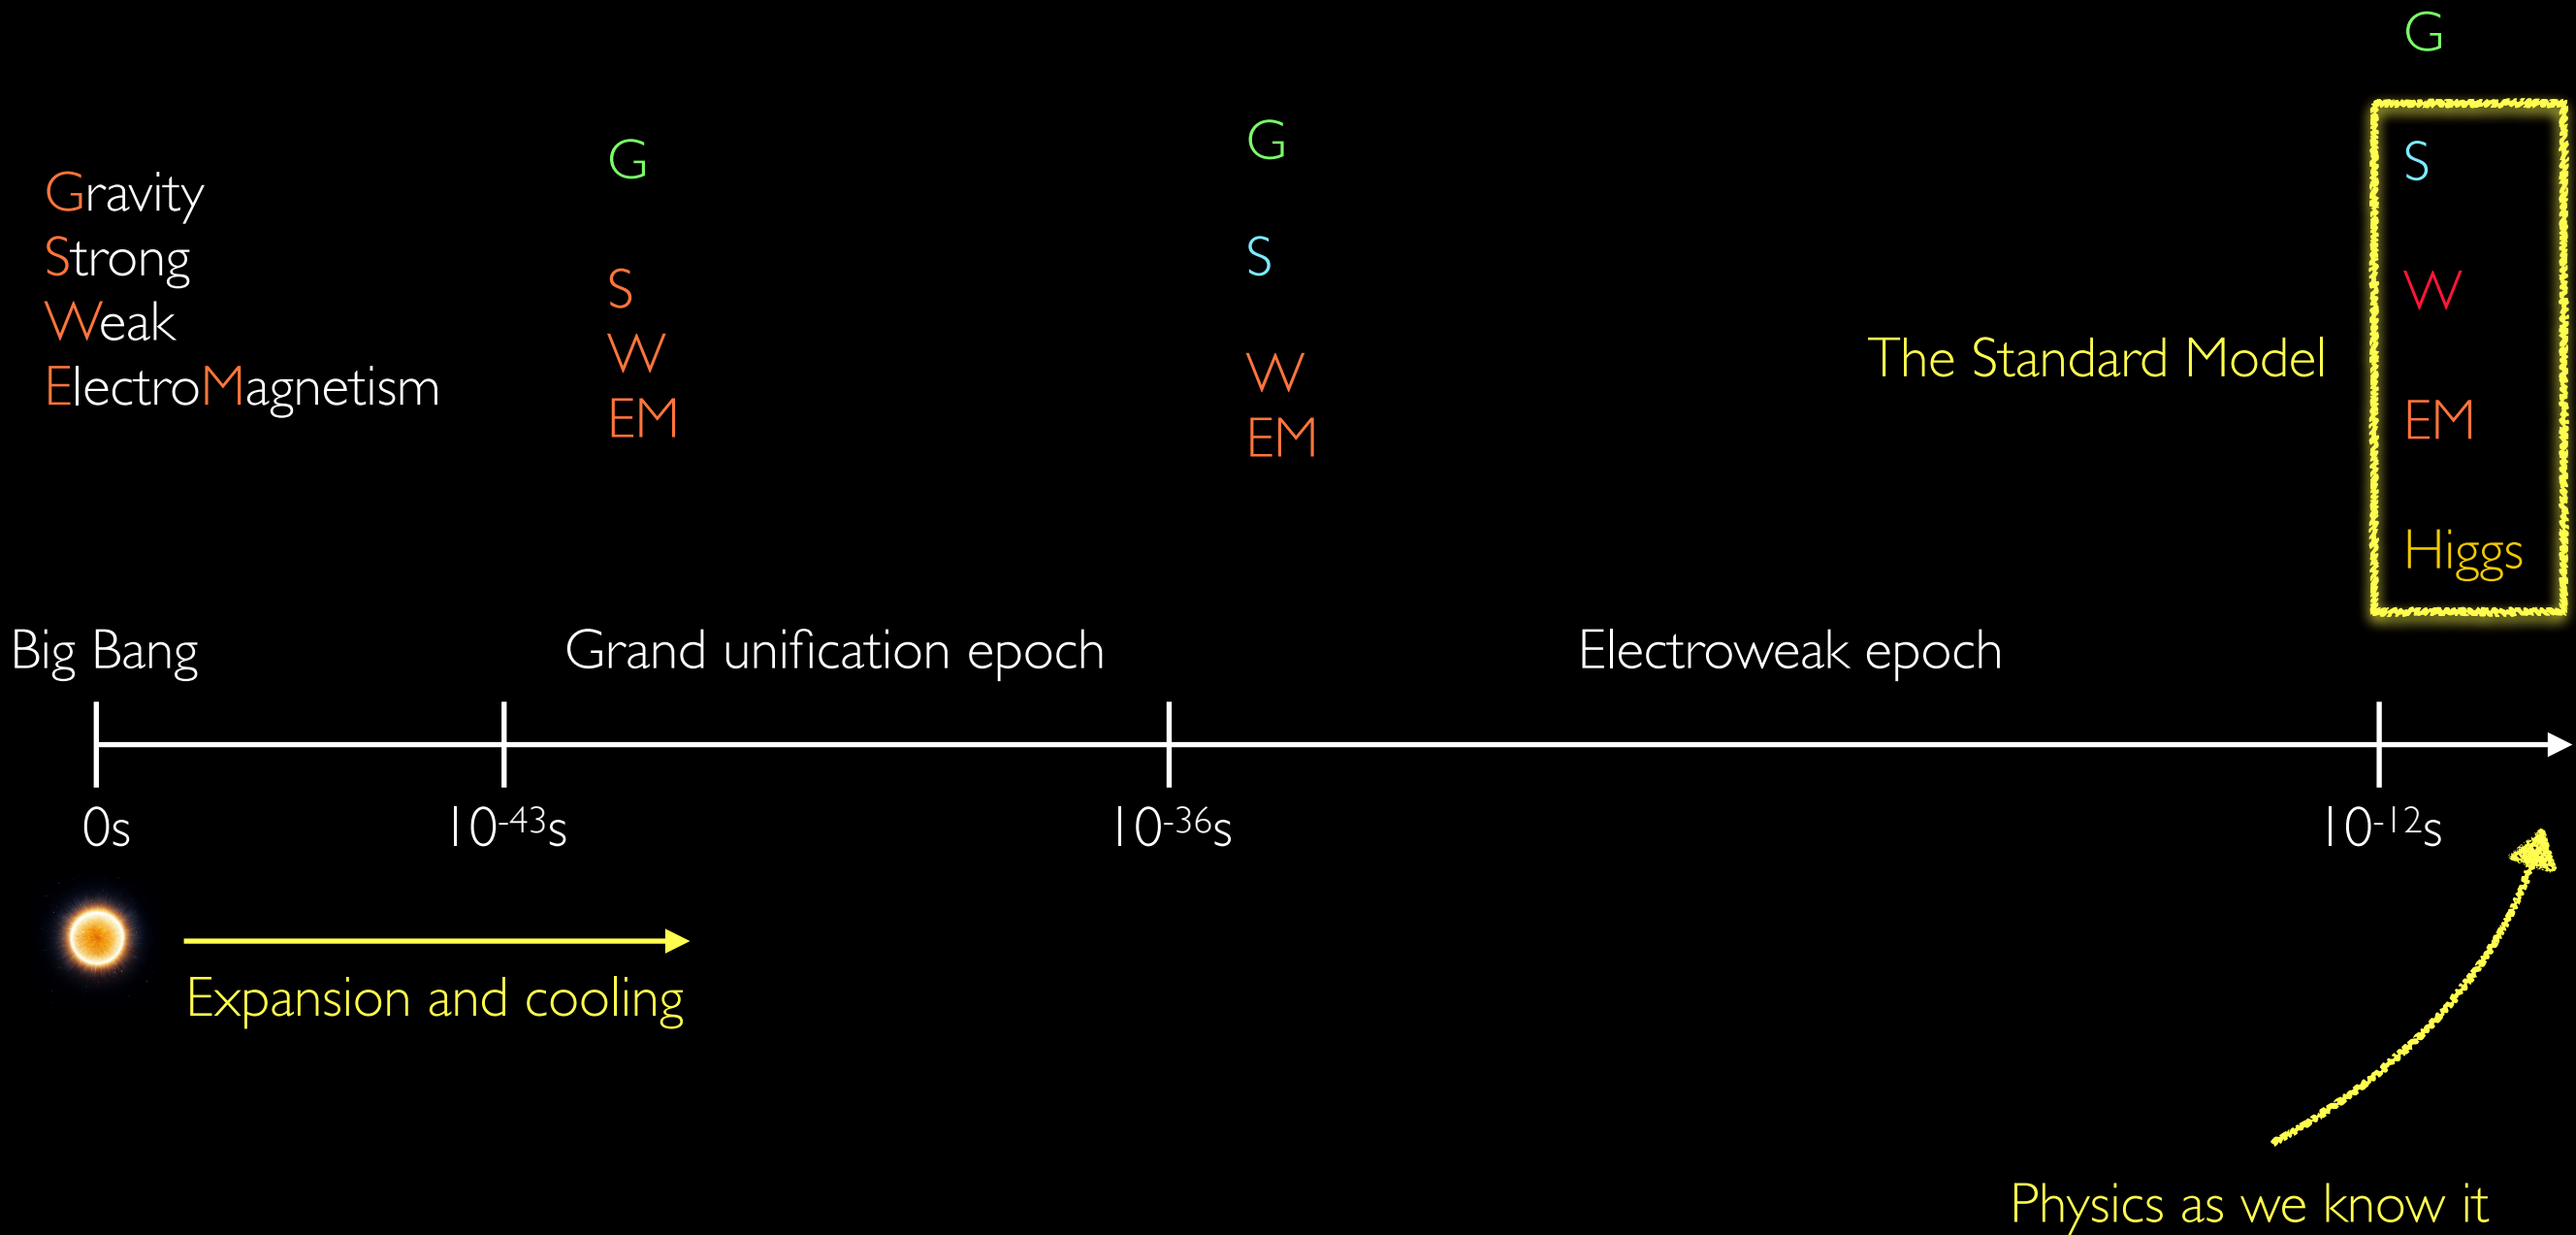 Gravity
Strong
Weak
ElectroMagnetism
G
S
W
EM
G
S
W
EM
The Standard Model
G
S
W
EM
Higgs
Big Bang
Grand unification epoch
Electroweak epoch
0s
10⁻⁴³s
10⁻³⁶s
10⁻¹²s
Expansion and cooling
Physics as we know it